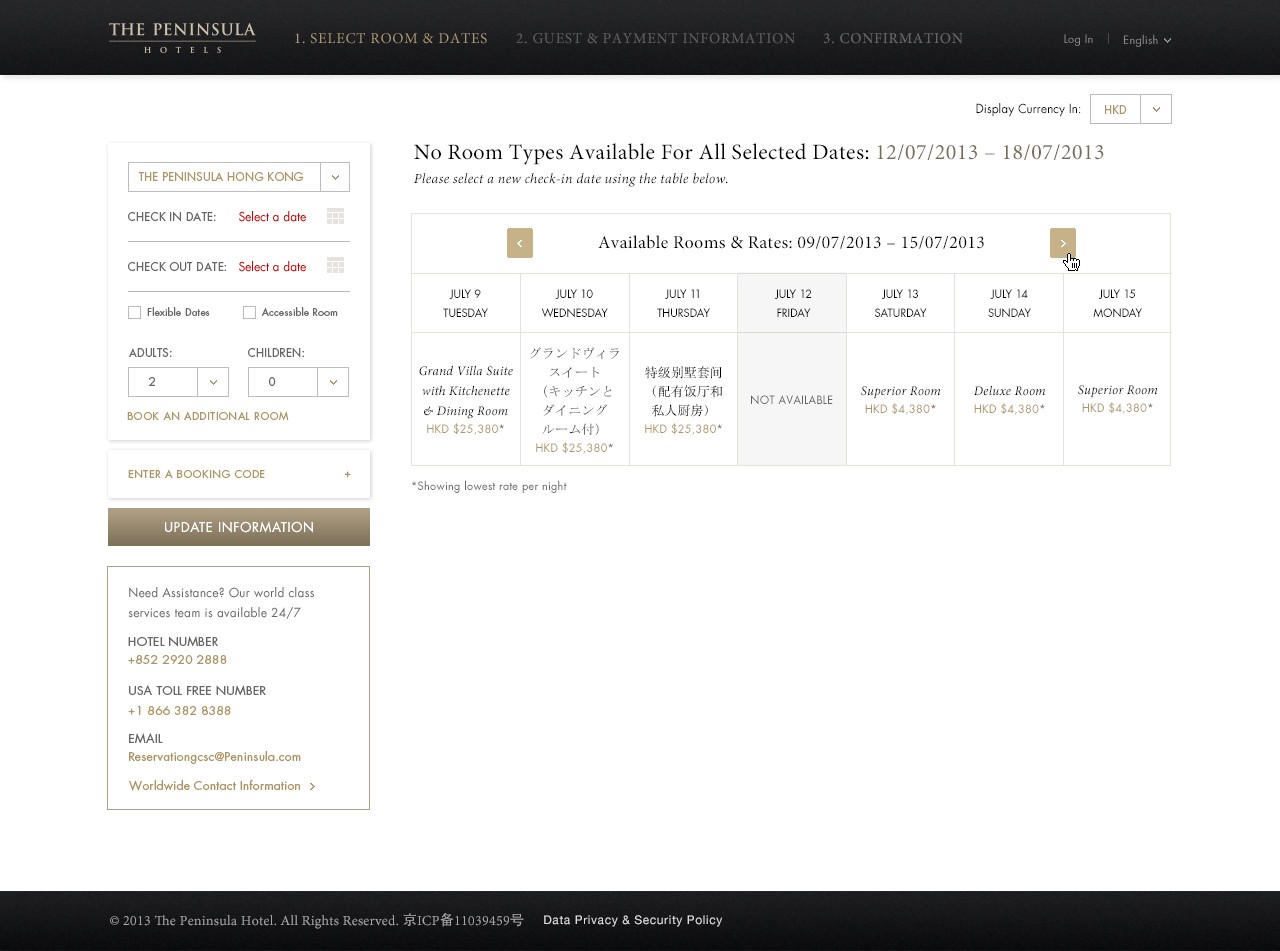 THE PENINSULA
HOTELS
1. SELECT ROOM & DATES
2. GUEST & PAYMENT INFORMATION
3. CONFIRMATION
Log In
English
Display Currency In:
HKD
THE PENINSULA HONG KONG
CHECK IN DATE: Select a date
CHECK OUT DATE: Select a date
Flexible Dates
Accessible Room
ADULTS:
CHILDREN:
2
0
BOOK AN ADDITIONAL ROOM
ENTER A BOOKING CODE +
UPDATE INFORMATION
Need Assistance? Our world class
services team is available 24/7
HOTEL NUMBER
+852 2920 2888
USA TOLL FREE NUMBER
+1 866 382 8388
EMAIL
Reservationgcsc@Peninsula.com
Worldwide Contact Information >
No Room Types Available For All Selected Dates: 12/07/2013 – 18/07/2013
Please select a new check-in date using the table below.
Available Rooms & Rates: 09/07/2013 – 15/07/2013
JULY 9
TUESDAY
JULY 10
WEDNESDAY
JULY 11
THURSDAY
JULY 12
FRIDAY
JULY 13
SATURDAY
JULY 14
SUNDAY
JULY 15
MONDAY
Grand Villa Suite
with Kitchenette
& Dining Room
HKD $25,380*
グランドヴィラ
スイート
（キッチンと
ダイニング
ルーム付）
HKD $25,380*
特级别墅套间
（配有饭厅和
私人厨房）
HKD $25,380*
NOT AVAILABLE
Superior Room
HKD $4,380*
Deluxe Room
HKD $4,380*
Superior Room
HKD $4,380*
*Showing lowest rate per night
© 2013 The Peninsula Hotel. All Rights Reserved. 京ICP备11039459号
Data Privacy & Security Policy